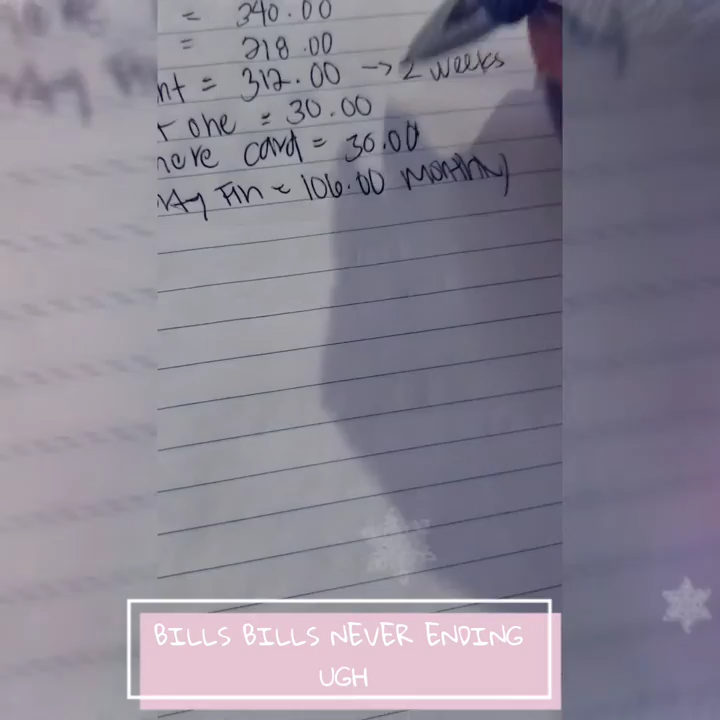 = 340.00
= 218.00
nt = 312.00 → 2 weeks
r one = 30.00
here card = 30.00
Fin = 106.00 monthly
BILLS BILLS NEVER ENDING
UGH